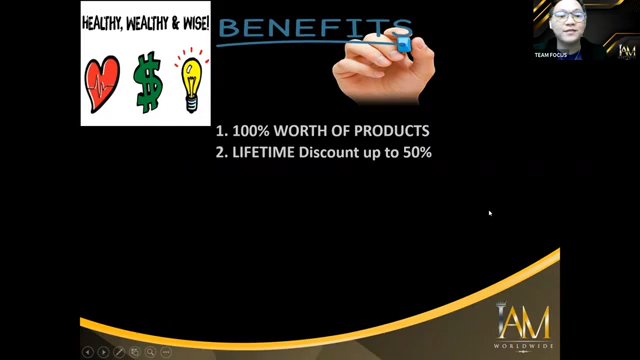 HEALTHY, WEALTHY & WISE!
BENEFITS
TEAM FOCUS
IAM
1. 100% WORTH OF PRODUCTS
2. LIFETIME Discount up to 50%
IAM
WORLDWIDE